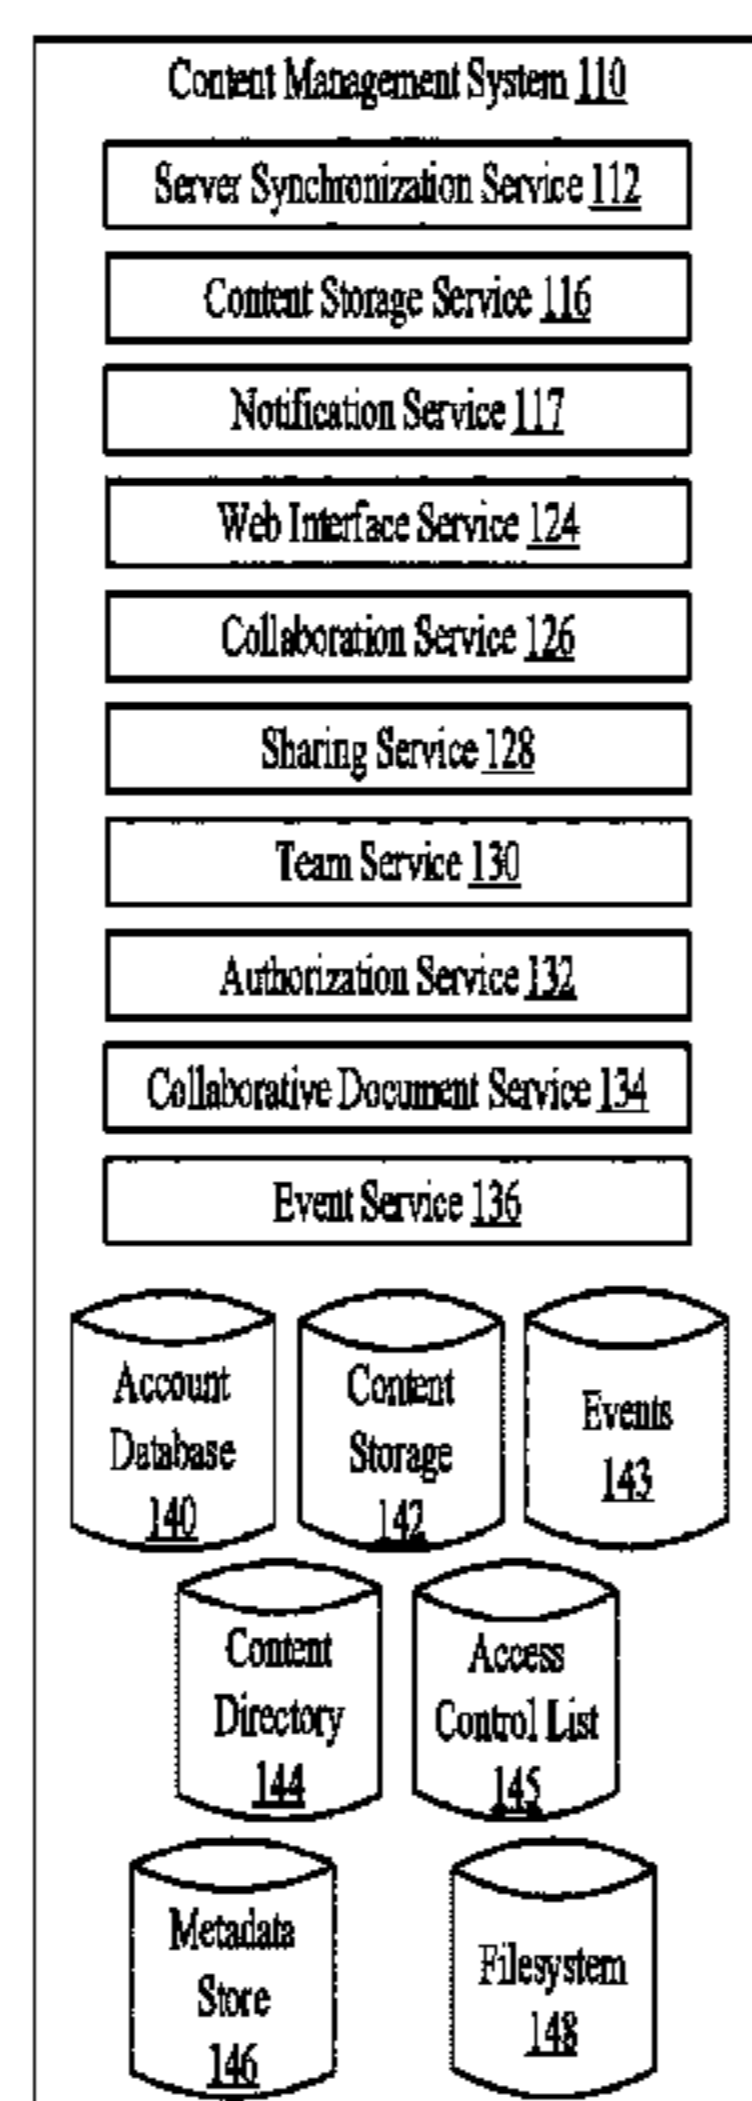 Content Management System 110
Server Synchronization Service 112
Content Storage Service 116
Notification Service 117
Web Interface Service 124
Collaboration Service 126
Sharing Service 128
Team Service 130
Authorization Service 132
Collaborative Document Service 134
Event Service 136
Account
Database
140
Content
Storage
142
Events
143
Content
Directory
144
Access
Control List
145
Metadata
Store
146
Filesystem
148